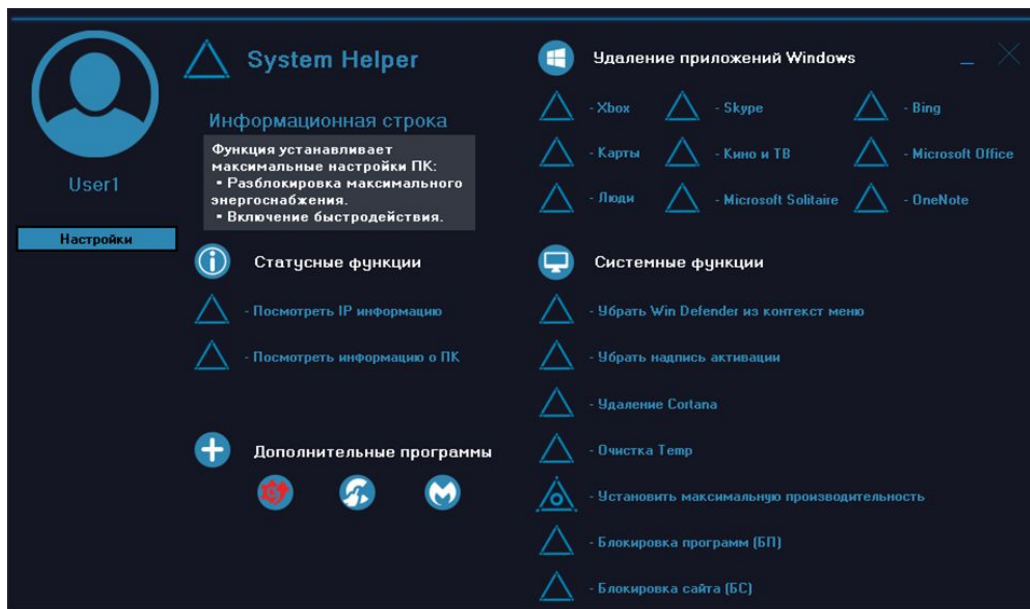 System Helper
Информационная строка
Функция устанавливает
максимальные настройки ПК:
▪ Разблокировка максимального
энергоснабжения.
▪ Включение быстродействия.
User1
Настройки
Статусные функции
- Посмотреть IP информацию
- Посмотреть информацию о ПК
Дополнительные программы
Удаление приложений Windows
- Xbox
- Skype
- Bing
- Карты
- Кино и ТВ
- Microsoft Office
- Люди
- Microsoft Solitaire
- OneNote
Системные функции
- Убрать Win Defender из контекст меню
- Убрать надпись активации
- Удаление Cortana
- Очистка Temp
- Установить максимальную производительность
- Блокировка программ (БП)
- Блокировка сайта (БС)